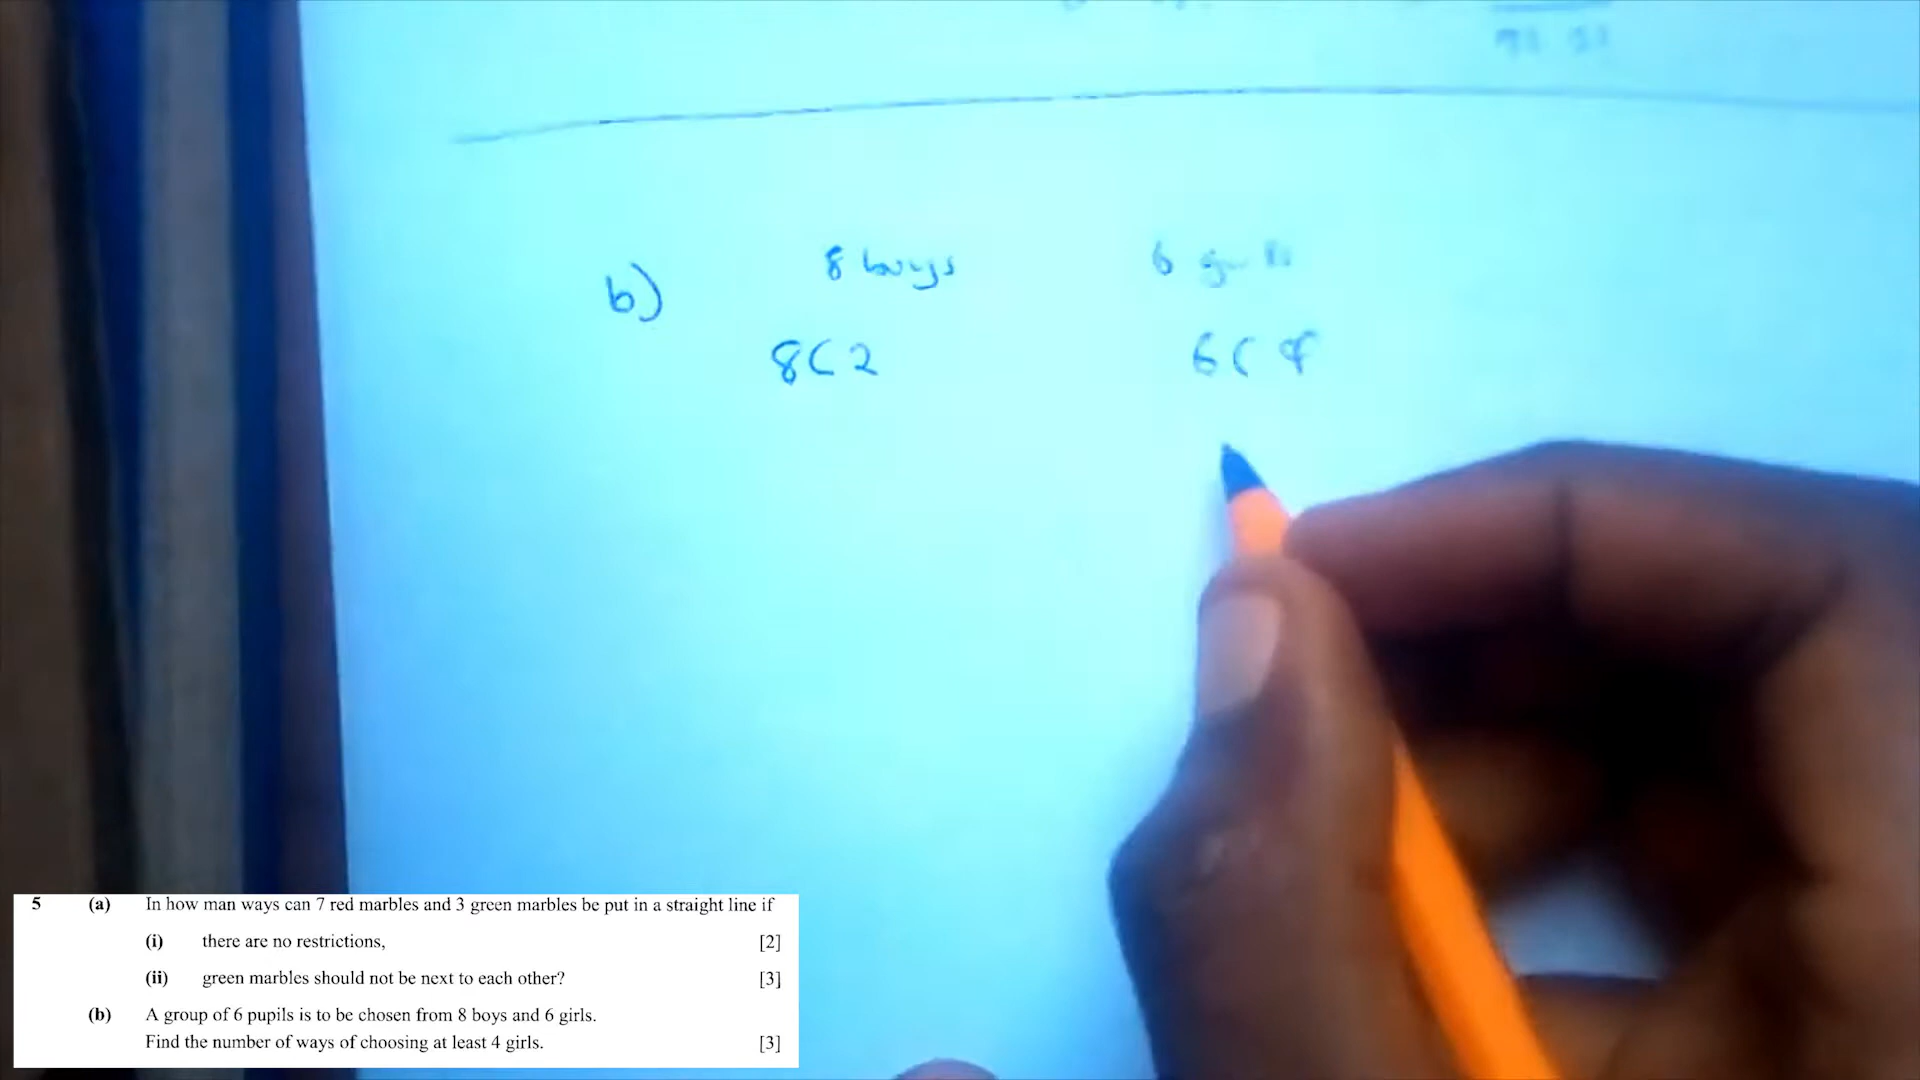 b) 8 boys 6 girls
8C2 6C4
5 (a) In how man ways can 7 red marbles and 3 green marbles be put in a straight line if
(i) there are no restrictions, [2]
(ii) green marbles should not be next to each other? [3]
(b) A group of 6 pupils is to be chosen from 8 boys and 6 girls.
Find the number of ways of choosing at least 4 girls. [3]